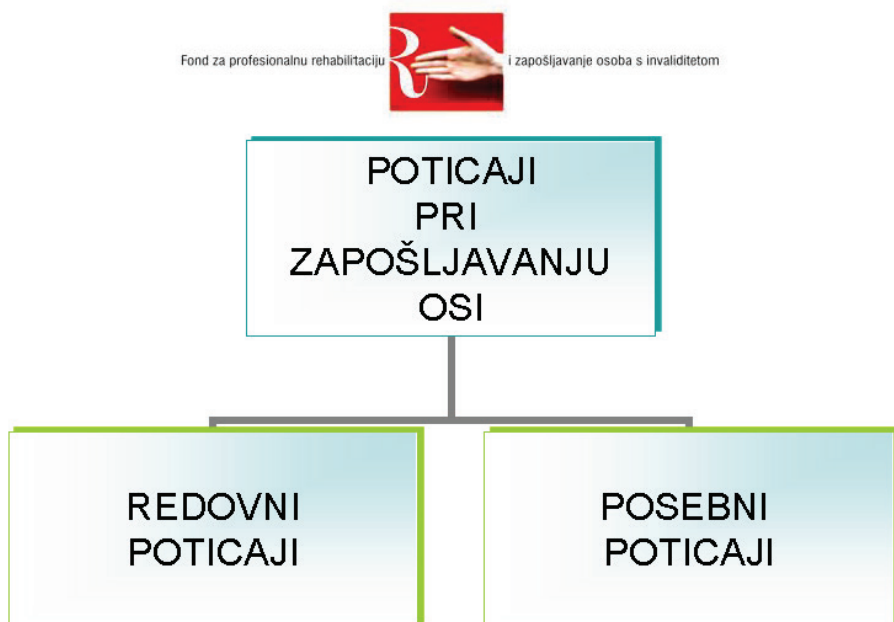 Fond za profesionalnu rehabilitaciju i zapošljavanje osoba s invaliditetom
POTICAJI
PRI
ZAPOŠLJAVANJU
OSI
REDOVNI
POTICAJI
POSEBNI
POTICAJI